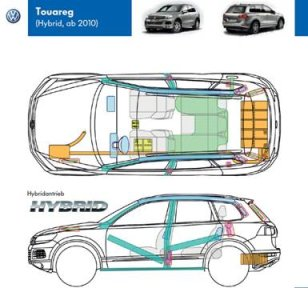 Touareg
(Hybrid, ab 2010)
Hybridantrieb
HYBRID